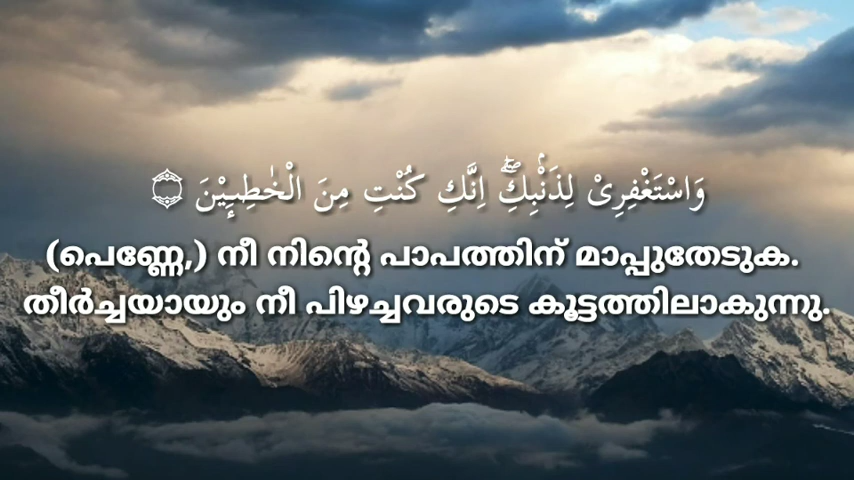 وَاسْتَغْفِرِیْ لِذَنْۢبِكِ ۖۚ اِنَّكِ كُنْتِ مِنَ الْخٰطِـِٕیْنَ ۝
(പെണ്ണേ,) നീ നിന്റെ പാപത്തിന് മാപ്പുതേടുക.
തീർച്ചയായും നീ പിഴച്ചവരുടെ കൂട്ടത്തിലാകുന്നു.